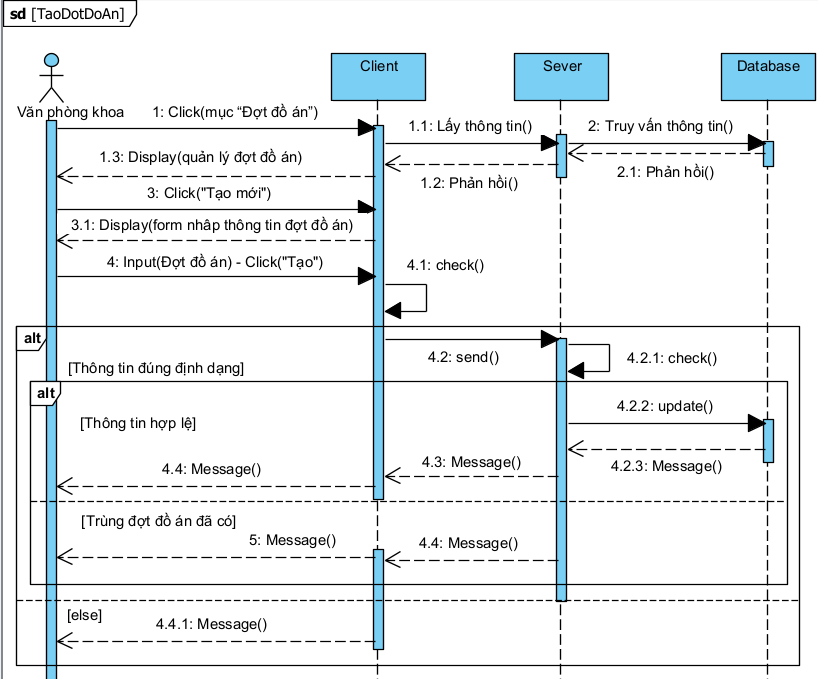 sd [TaoDotDoAn]
Client
Sever
Database
Văn phòng khoa
1: Click(mục “Đợt đồ án”)
1.1: Lấy thông tin()
2: Truy vấn thông tin()
1.3: Display(quản lý đợt đồ án)
1.2: Phản hồi()
2.1: Phản hồi()
3: Click("Tạo mới")
3.1: Display(form nhâp thông tin đợt đồ án)
4: Input(Đợt đồ án) - Click("Tạo")
4.1: check()
alt
4.2: send()
4.2.1: check()
[Thông tin đúng định dạng]
alt
4.2.2: update()
[Thông tin hợp lệ]
4.4: Message()
4.3: Message()
4.2.3: Message()
[Trùng đợt đồ án đã có]
5: Message()
4.4: Message()
[else]
4.4.1: Message()